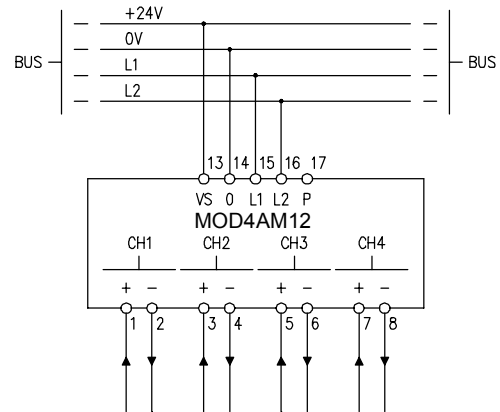 +24V
0V
BUS L1 BUS
L2
13 14 15 16 17
VS 0 L1 L2 P
MOD4AM12
CH1 CH2 CH3 CH4
+ − + − + − + −
1 2 3 4 5 6 7 8